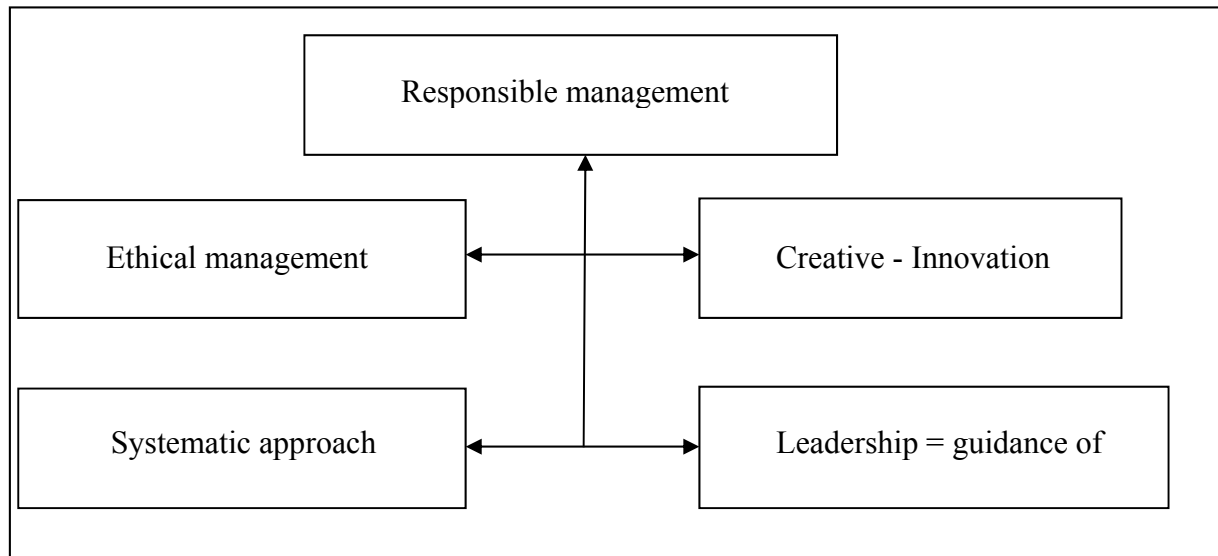 Responsible management
Ethical management
Creative - Innovation
Systematic approach
Leadership = guidance of